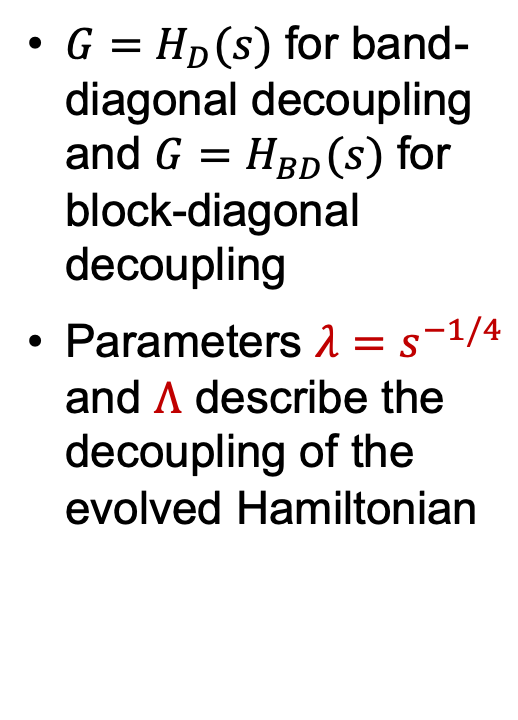 • G = H_D(s) for band-
diagonal decoupling
and G = H_BD(s) for
block-diagonal
decoupling
• Parameters λ = s^{-1/4}
and Λ describe the
decoupling of the
evolved Hamiltonian